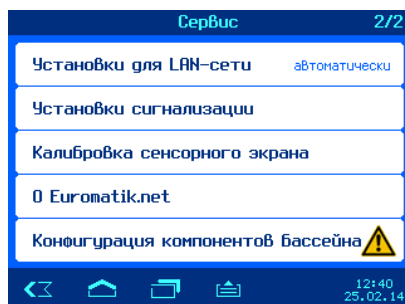 Сервис 2/2
Установки для LAN-сети автоматически
Установки сигнализации
Калибровка сенсорного экрана
О Euromatik.net
Конфигурация компонентов бассейна
12:40
25.02.14